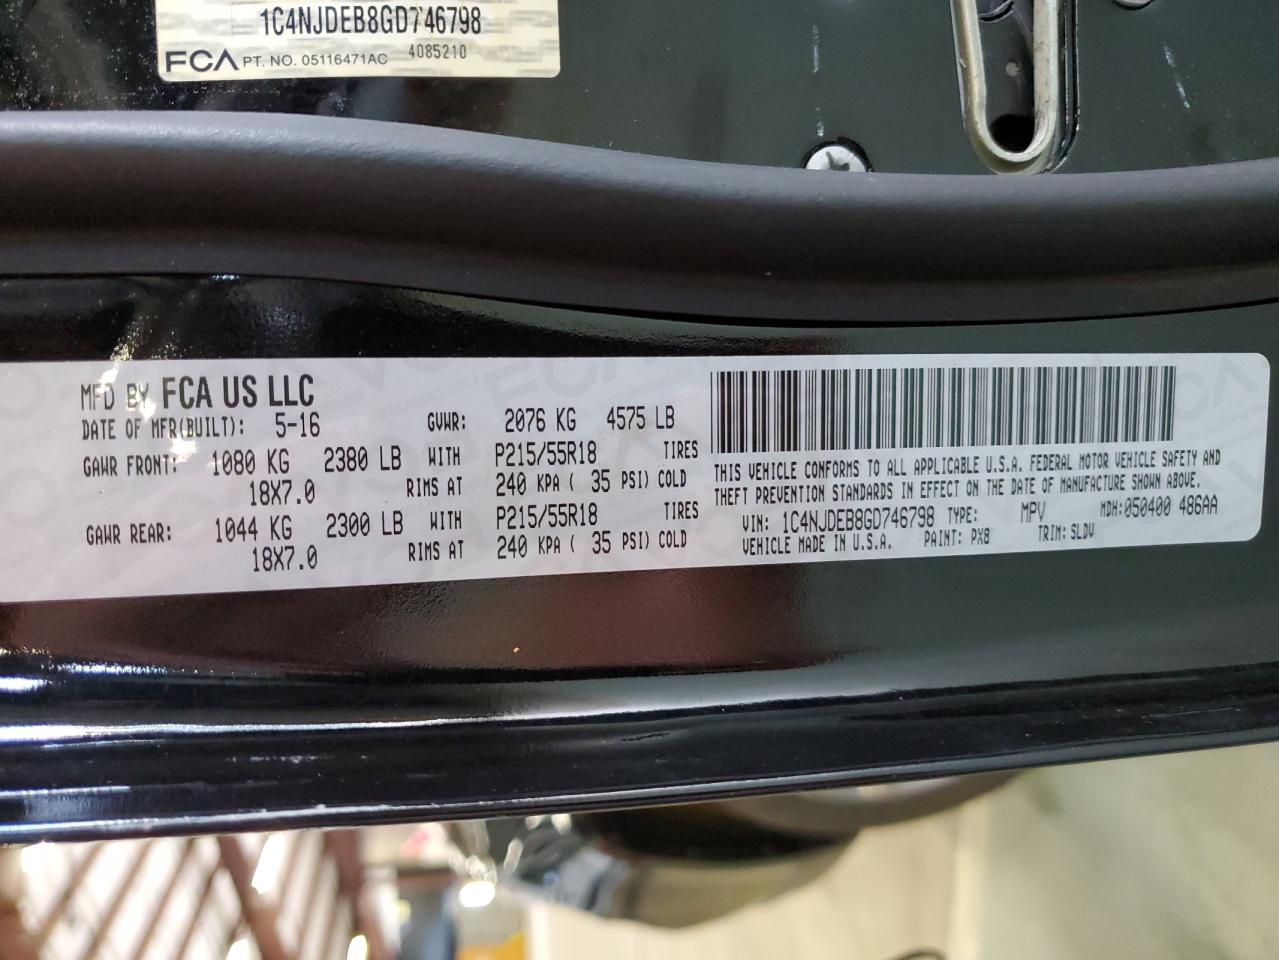 1C4NJDEB8GD746798
FCA PT. NO. 05116471AC 4085210
MFD BY FCA US LLC
DATE OF MFR(BUILT): 5-16 GVWR: 2076 KG 4575 LB
GAWR FRONT: 1080 KG 2380 LB WITH P215/55R18 TIRES
18X7.0 RIMS AT 240 KPA ( 35 PSI) COLD
GAWR REAR: 1044 KG 2300 LB WITH P215/55R18 TIRES
18X7.0 RIMS AT 240 KPA ( 35 PSI) COLD
THIS VEHICLE CONFORMS TO ALL APPLICABLE U.S.A. FEDERAL MOTOR VEHICLE SAFETY AND
THEFT PREVENTION STANDARDS IN EFFECT ON THE DATE OF MANUFACTURE SHOWN ABOVE.
VIN: 1C4NJDEB8GD746798 TYPE: MPV MDH: 050400 486AA
VEHICLE MADE IN U.S.A. PAINT: PX8 TRIM: SLDV